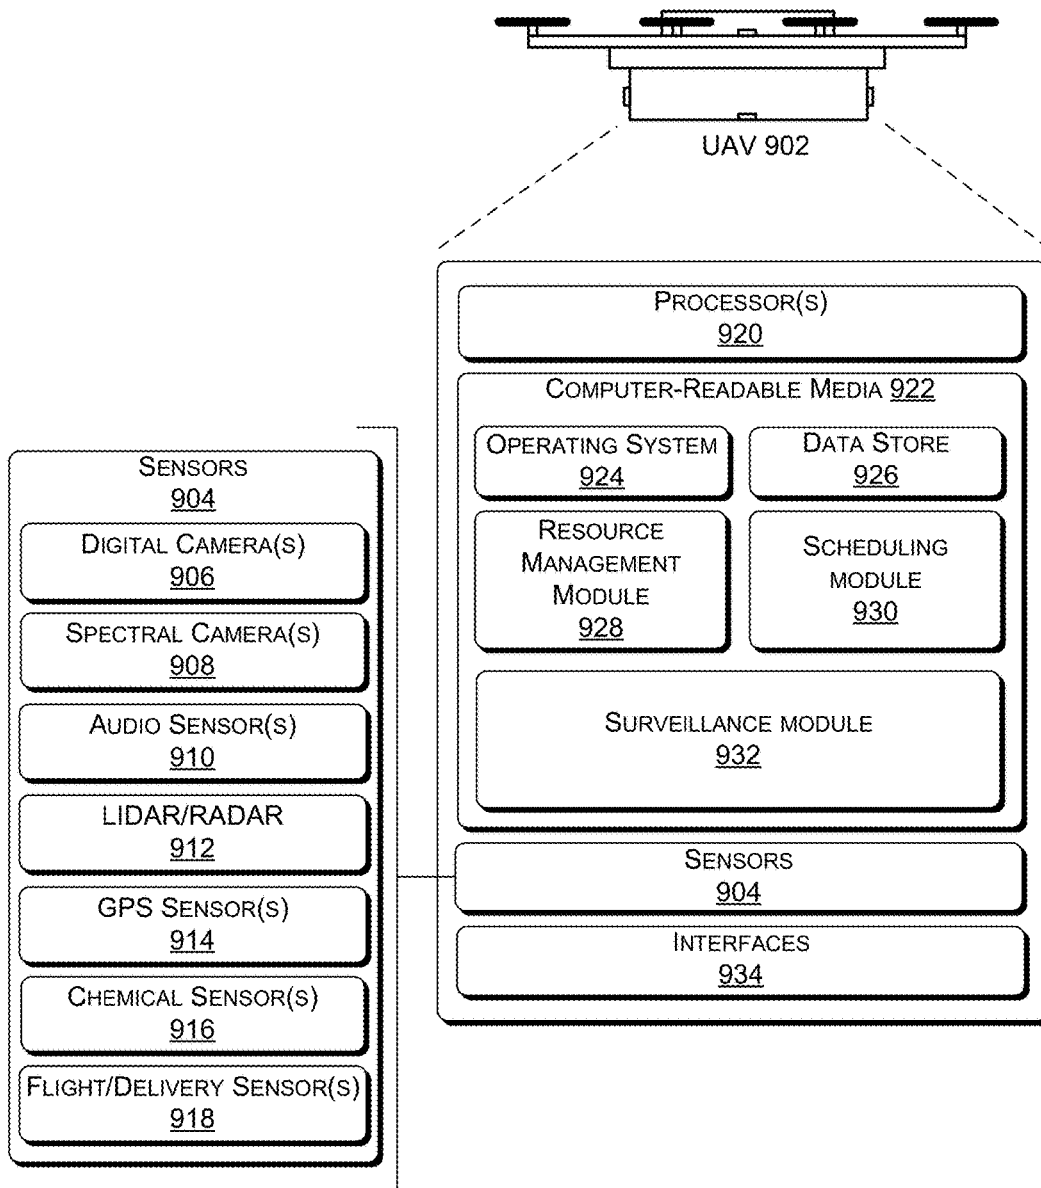 UAV 902
PROCESSOR(S)
920
COMPUTER-READABLE MEDIA 922
OPERATING SYSTEM
924
DATA STORE
926
RESOURCE
MANAGEMENT
MODULE
928
SCHEDULING
MODULE
930
SURVEILLANCE MODULE
932
SENSORS
904
INTERFACES
934
SENSORS
904
DIGITAL CAMERA(S)
906
SPECTRAL CAMERA(S)
908
AUDIO SENSOR(S)
910
LIDAR/RADAR
912
GPS SENSOR(S)
914
CHEMICAL SENSOR(S)
916
FLIGHT/DELIVERY SENSOR(S)
918